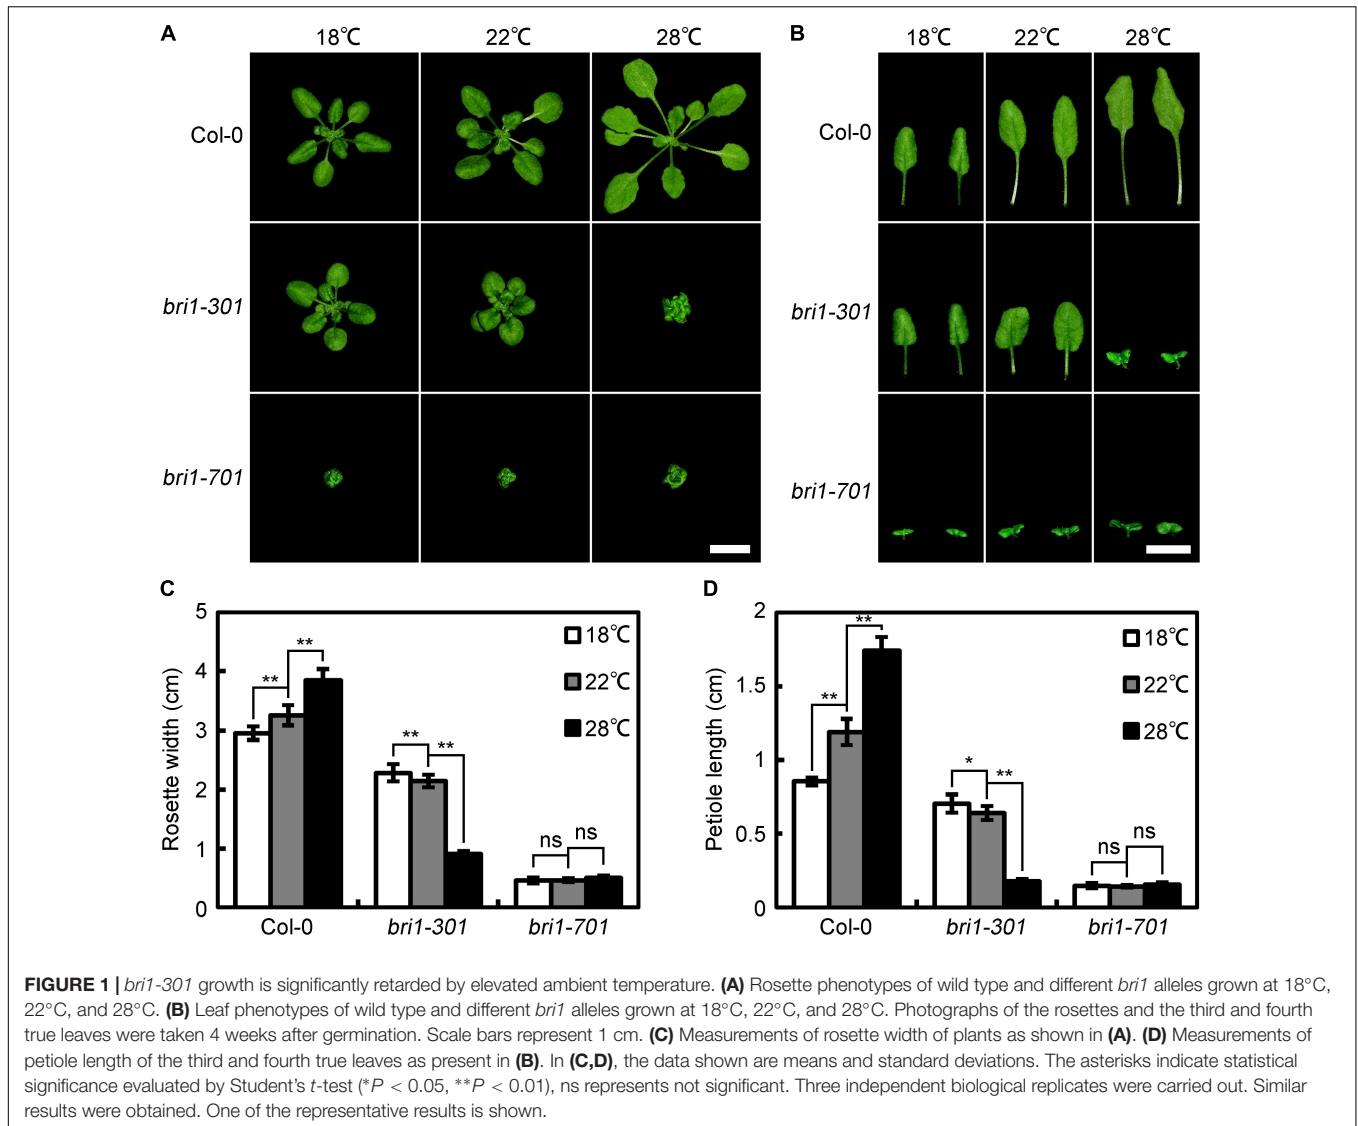 A
18℃ 22℃ 28℃
Col-0
bri1-301
bri1-701
B
18℃ 22℃ 28℃
Col-0
bri1-301
bri1-701
C
5
4
3
2
1
0
Rosette width (cm)
** **
** **
ns ns
18℃
22℃
28℃
Col-0 bri1-301 bri1-701
D
2
1.5
1
0.5
0
Petiole length (cm)
** **
* **
ns ns
18℃
22℃
28℃
Col-0 bri1-301 bri1-701
FIGURE 1 | bri1-301 growth is significantly retarded by elevated ambient temperature. (A) Rosette phenotypes of wild type and different bri1 alleles grown at 18°C,
22°C, and 28°C. (B) Leaf phenotypes of wild type and different bri1 alleles grown at 18°C, 22°C, and 28°C. Photographs of the rosettes and the third and fourth
true leaves were taken 4 weeks after germination. Scale bars represent 1 cm. (C) Measurements of rosette width of plants as shown in (A). (D) Measurements of
petiole length of the third and fourth true leaves as present in (B). In (C,D), the data shown are means and standard deviations. The asterisks indicate statistical
significance evaluated by Student's t-test (*P < 0.05, **P < 0.01), ns represents not significant. Three independent biological replicates were carried out. Similar
results were obtained. One of the representative results is shown.